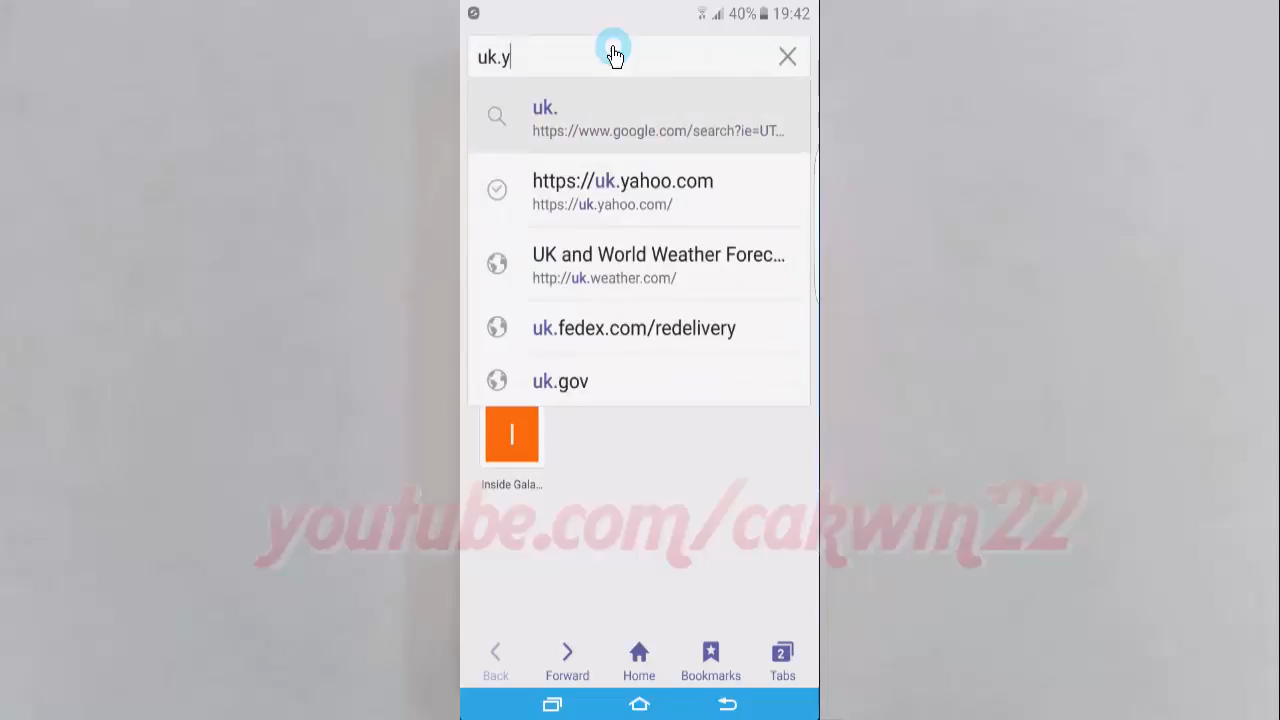 40% 19:42
uk.y
uk.
https://www.google.com/search?ie=UT...
https://uk.yahoo.com
https://uk.yahoo.com/
UK and World Weather Forec...
http://uk.weather.com/
uk.fedex.com/redelivery
uk.gov
I
Inside Gala...
youtube.com/cakwin22
2
Back Forward Home Bookmarks Tabs